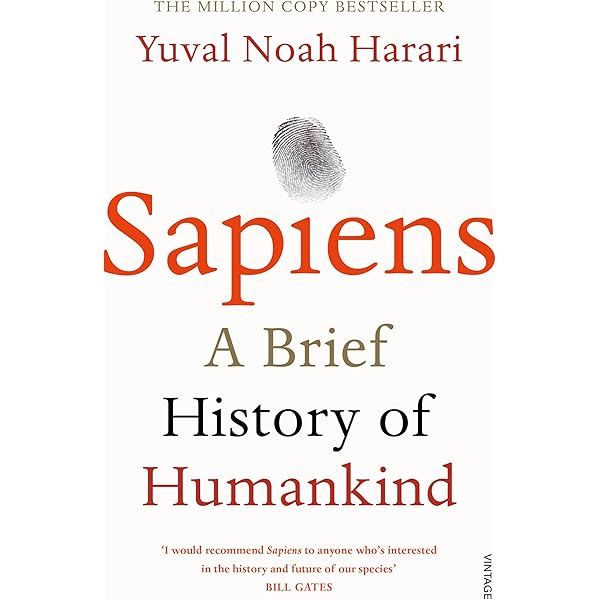 THE MILLION COPY BESTSELLER
Yuval Noah Harari
Sapiens
A Brief
History of
Humankind
‘I would recommend Sapiens to anyone who’s interested
in the history and future of our species’
BILL GATES
VINTAGE